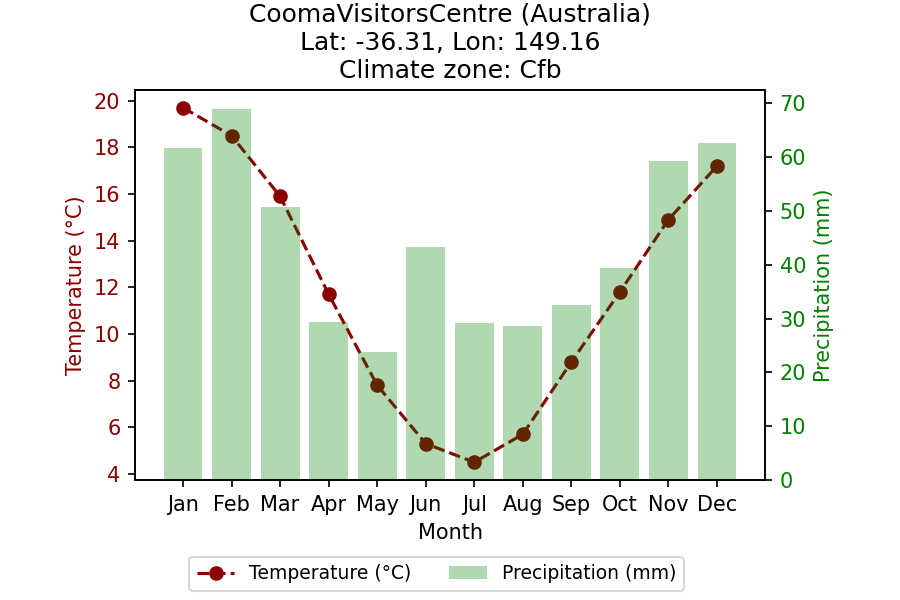 CoomaVisitorsCentre (Australia)
Lat: -36.31, Lon: 149.16
Climate zone: Cfb
Temperature (°C)
20
18
16
14
12
10
8
6
4
70
60
50
40
30
20
10
0
Precipitation (mm)
Jan Feb Mar Apr May Jun Jul Aug Sep Oct Nov Dec
Month
Temperature (°C) Precipitation (mm)